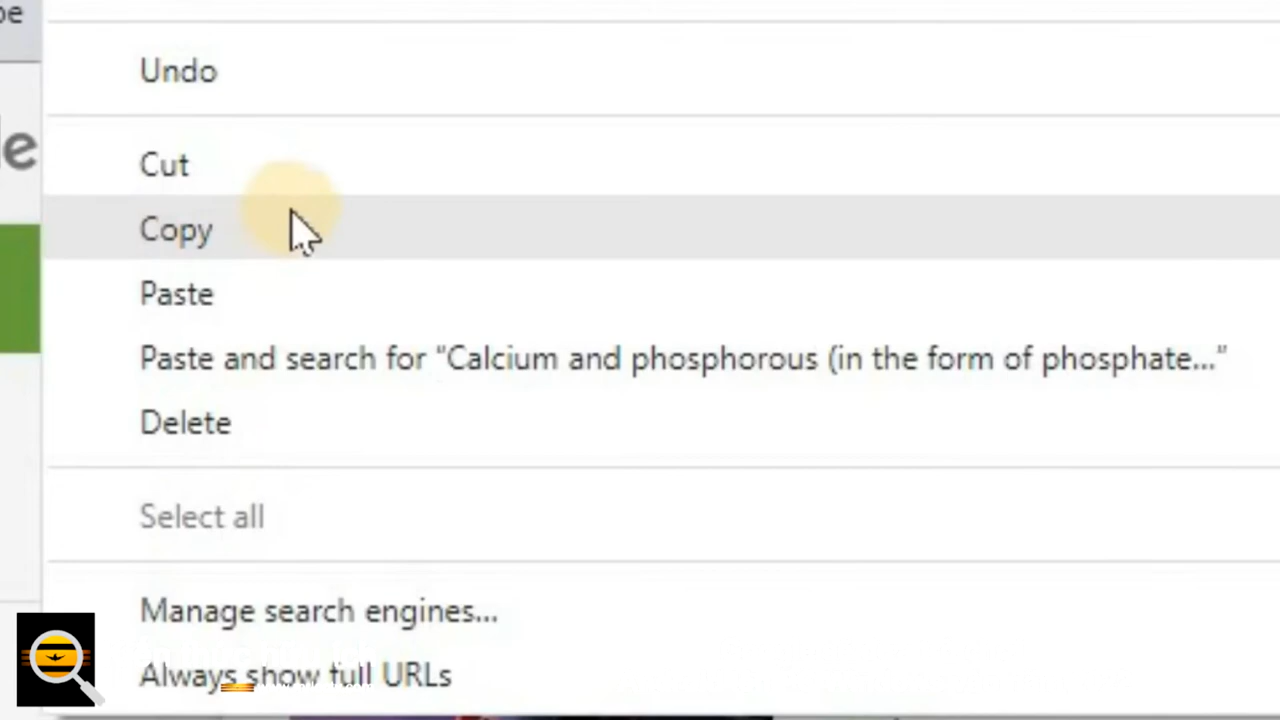 Undo
Cut
Copy
Paste
Paste and search for "Calcium and phosphorous (in the form of phosphate..."
Delete
Select all
Manage search engines...
Always show full URLs